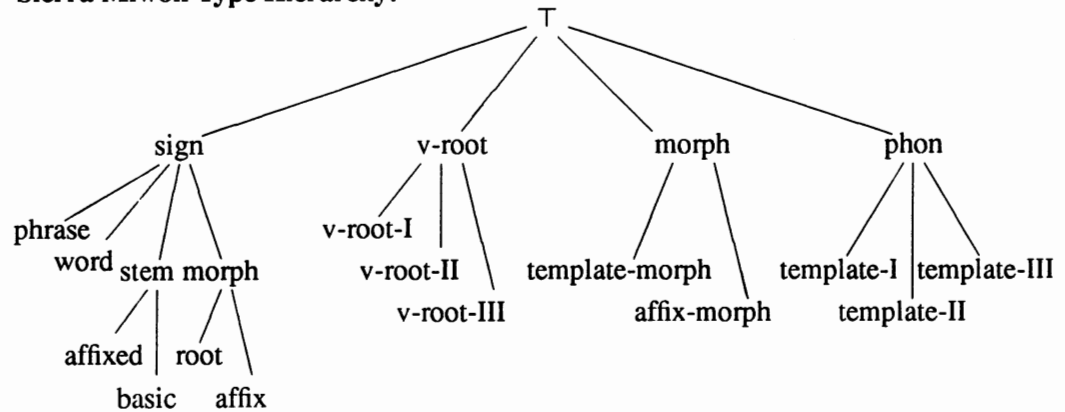 Sierra Miwok Type Hierarchy:
⊤
sign v-root morph phon
phrase v-root-I
word stem morph v-root-II template-morph template-I template-III
v-root-III affix-morph template-II
affixed root
basic affix